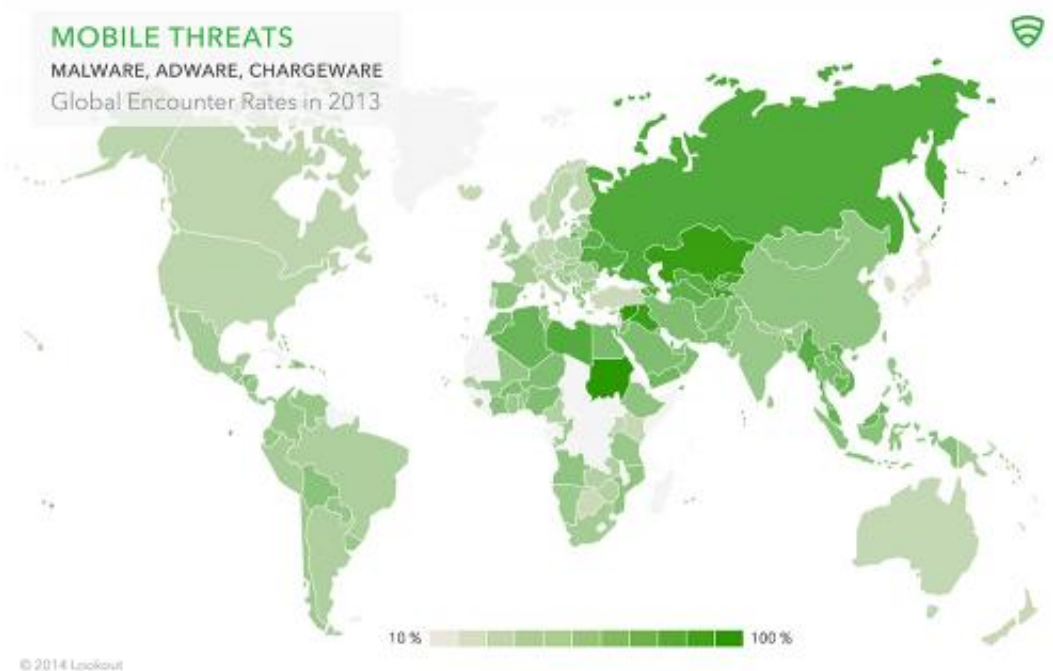 MOBILE THREATS
MALWARE, ADWARE, CHARGEWARE
Global Encounter Rates in 2013
10 %
100 %
© 2014 Lookout